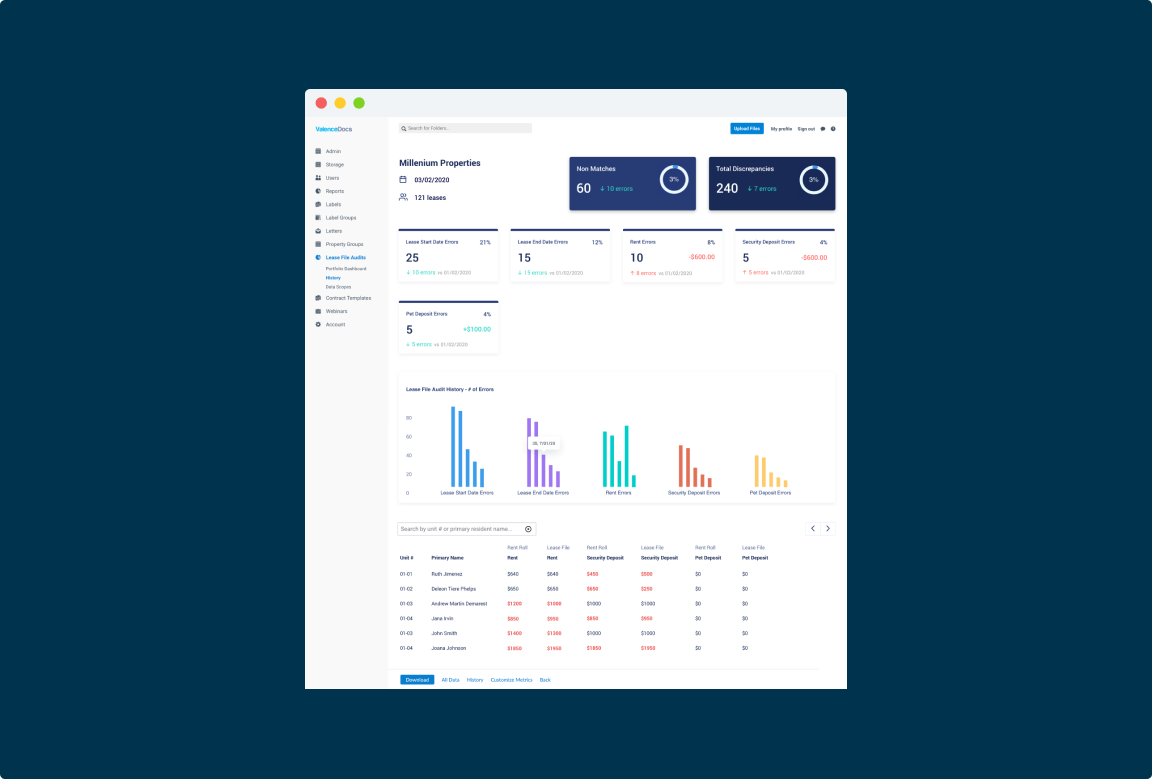 ValenceDocs
Search for Folders...
Upload Files My profile Sign out
Admin
Storage
Users
Reports
Labels
Label Groups
Letters
Property Groups
Lease File Audits
Portfolio Dashboard
History
Data Scopes
Contract Templates
Webinars
Account
Millenium Properties
03/02/2020
121 leases
Non Matches
60 ↓ 10 errors
3%
Total Discrepancies
240 ↓ 7 errors
3%
Lease Start Date Errors 21%
25
↓ 10 errors vs 01/02/2020
Lease End Date Errors 12%
15
↓ 15 errors vs 01/02/2020
Rent Errors 8%
10 -$600.00
↑ 8 errors vs 01/02/2020
Security Deposit Errors 4%
5 -$600.00
↑ 5 errors vs 01/02/2020
Pet Deposit Errors 4%
5 +$100.00
↓ 5 errors vs 01/02/2020
Lease File Audit History - # of Errors
80
60
40
20
0
Lease Start Date Errors Lease End Date Errors Rent Errors Security Deposit Errors Pet Deposit Errors
Search by unit # or primary resident name...
Rent Roll Lease File Rent Roll Lease File Rent Roll Lease File
Unit # Primary Name Rent Rent Security Deposit Security Deposit Pet Deposit Pet Deposit
01-01 Ruth Jimenez $640 $640 $450 $500 $0 $0
01-02 Deleon Tiare Phelps $650 $650 $650 $250 $0 $0
01-03 Andrew Martin Demarest $1200 $1000 $1000 $1000 $0 $0
01-04 Jana Irvin $850 $950 $850 $950 $0 $0
01-03 John Smith $1400 $1300 $1000 $1000 $0 $0
01-04 Joana Johnson $1850 $1950 $1850 $1950 $0 $0
Download All Data History Customize Metrics Back